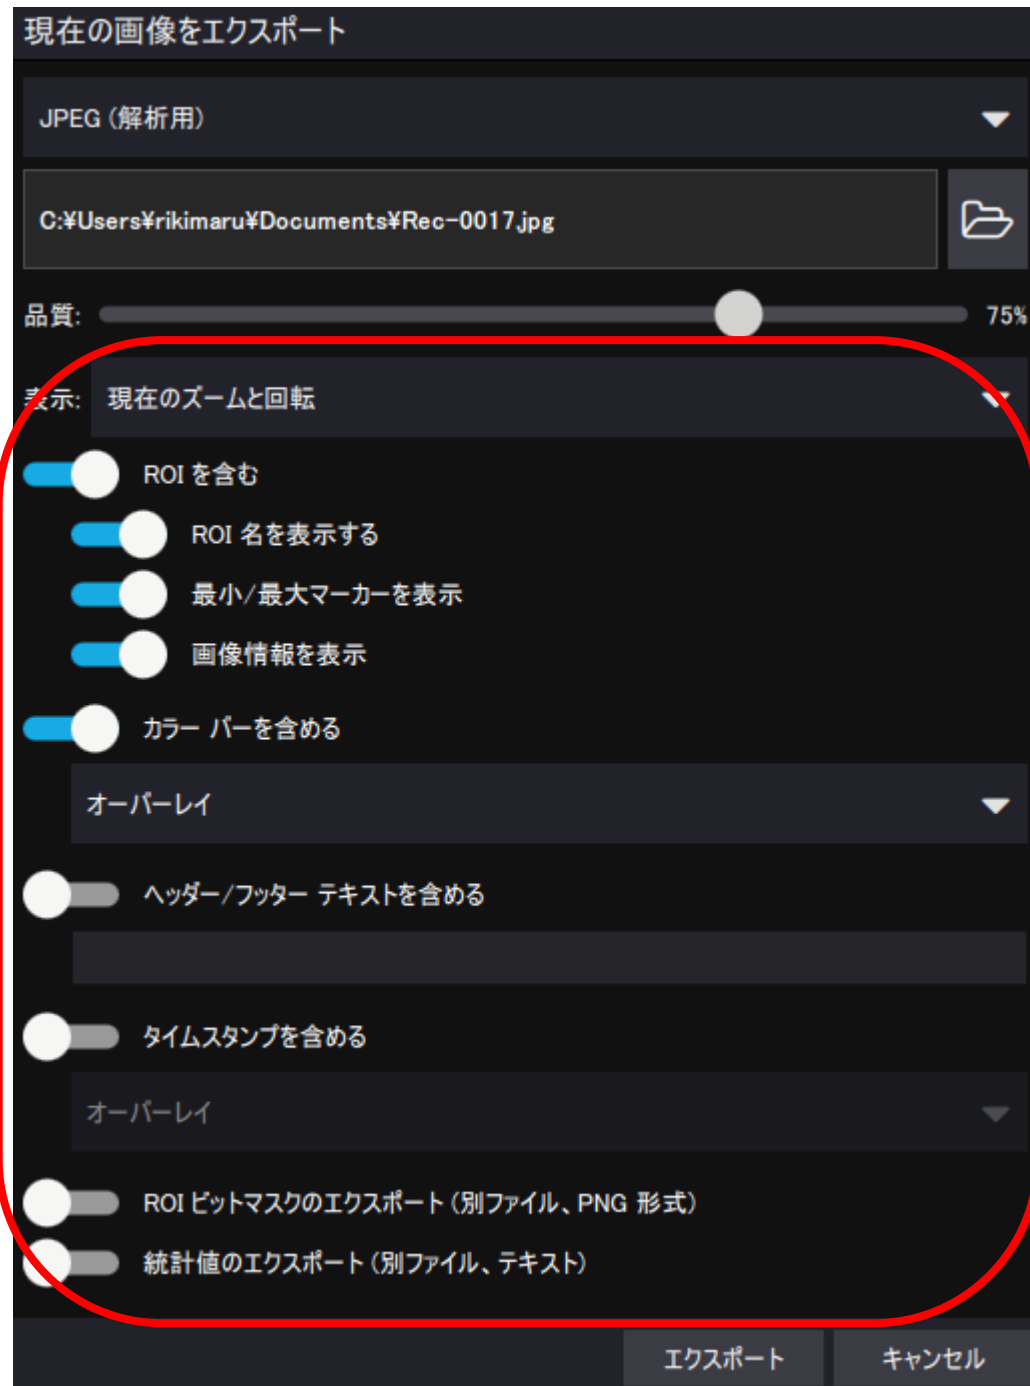 現在の画像をエクスポート
JPEG (解析用)
C:¥Users¥rikimaru¥Documents¥Rec-0017.jpg
品質: 75%
表示: 現在のズームと回転
ROI を含む
ROI 名を表示する
最小/最大マーカーを表示
画像情報を表示
カラー バーを含める
オーバーレイ
ヘッダー/フッター テキストを含める
タイムスタンプを含める
オーバーレイ
ROI ビットマスクのエクスポート (別ファイル、PNG 形式)
統計値のエクスポート (別ファイル、テキスト)
エクスポート キャンセル